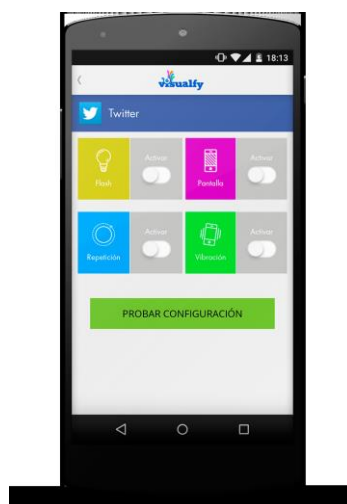 18:13
visualfy
Twitter
Activar
Activar
Flash
Pantalla
Activar
Activar
Repetición
Vibración
PROBAR CONFIGURACIÓN